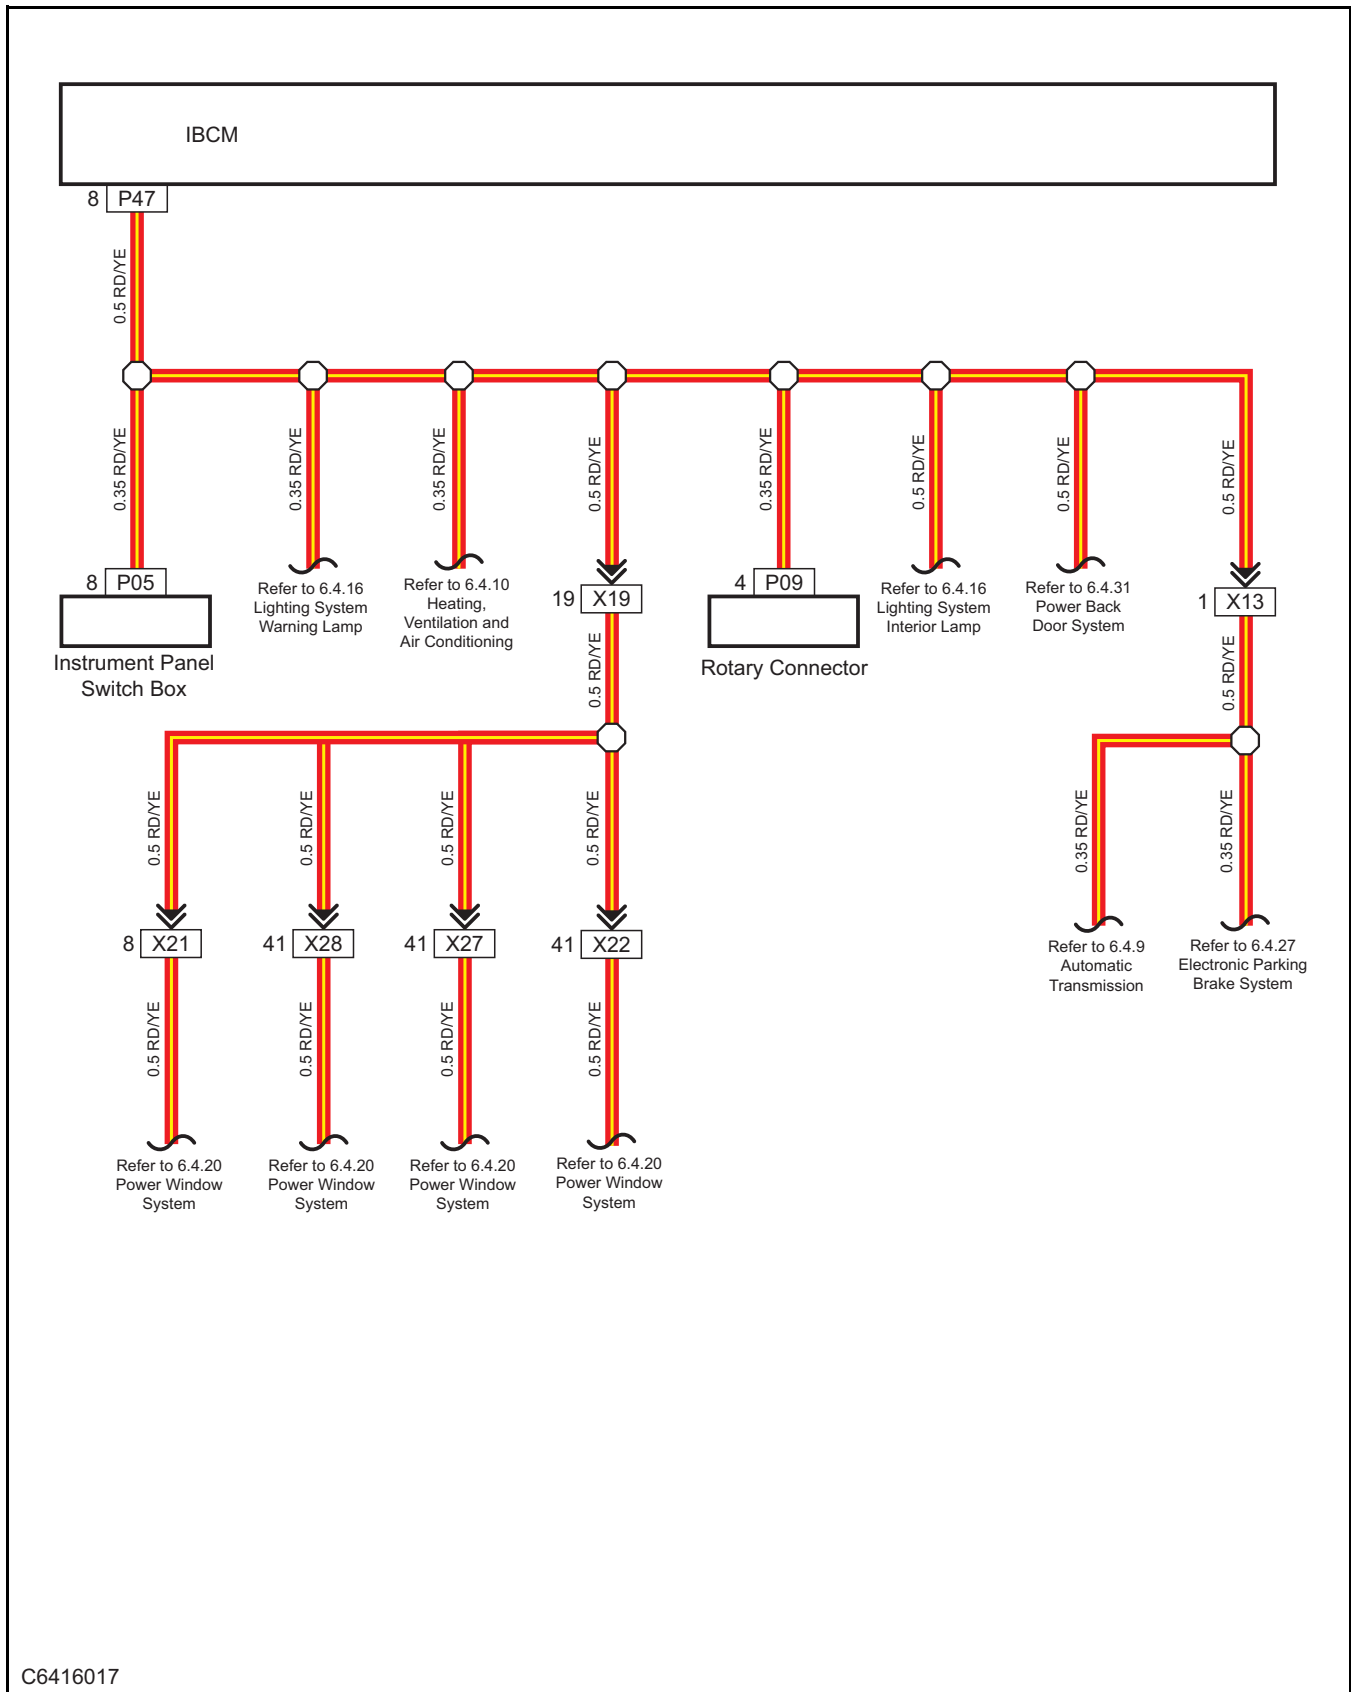 IBCM
8 P47
0.5 RD/YE
0.35 RD/YE
0.35 RD/YE
0.35 RD/YE
0.5 RD/YE
0.35 RD/YE
0.5 RD/YE
0.5 RD/YE
0.5 RD/YE
8 P05
Instrument Panel
Switch Box
Refer to 6.4.16
Lighting System
Warning Lamp
Refer to 6.4.10
Heating,
Ventilation and
Air Conditioning
19 X19
4 P09
Rotary Connector
Refer to 6.4.16
Lighting System
Interior Lamp
Refer to 6.4.31
Power Back
Door System
1 X13
0.5 RD/YE
0.5 RD/YE
0.5 RD/YE
0.5 RD/YE
0.5 RD/YE
0.5 RD/YE
0.35 RD/YE
0.35 RD/YE
8 X21
41 X28
41 X27
41 X22
Refer to 6.4.9
Automatic
Transmission
Refer to 6.4.27
Electronic Parking
Brake System
0.5 RD/YE
0.5 RD/YE
0.5 RD/YE
0.5 RD/YE
Refer to 6.4.20
Power Window
System
Refer to 6.4.20
Power Window
System
Refer to 6.4.20
Power Window
System
Refer to 6.4.20
Power Window
System
C6416017